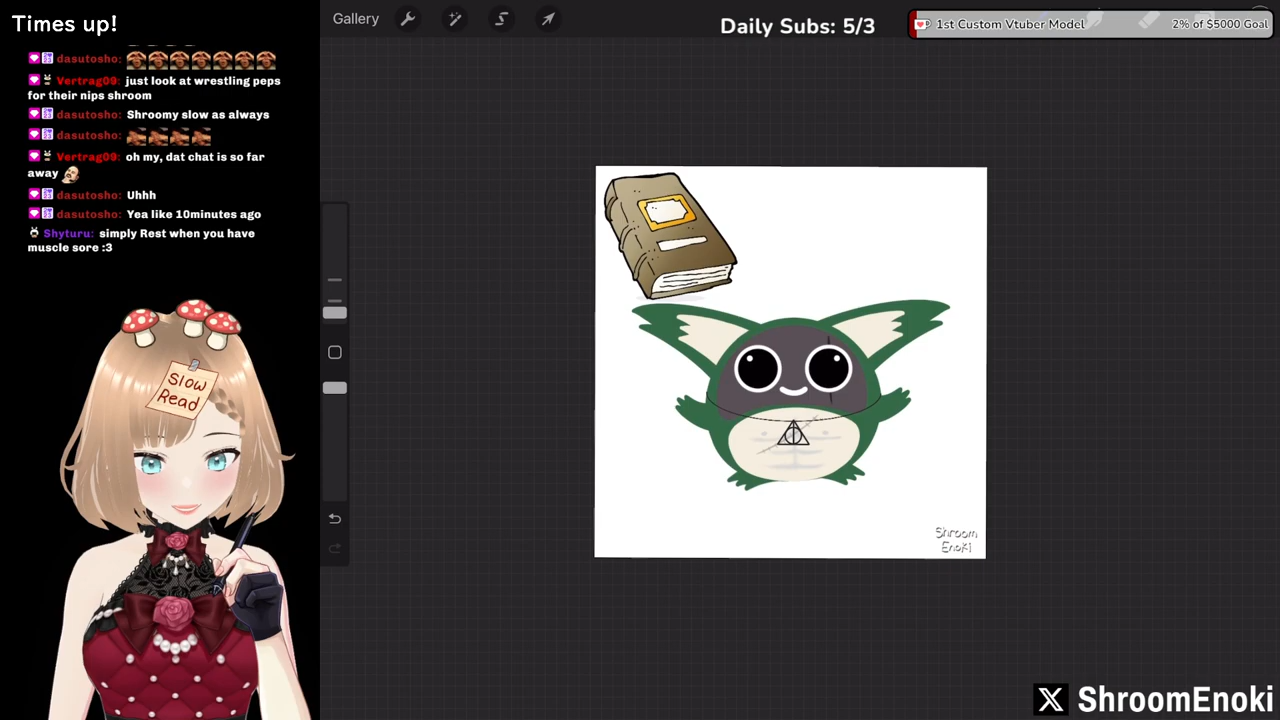 Times up!
Gallery
Daily Subs: 5/3
1st Custom Vtuber Model
2% of $5000 Goal
dasutosho:
Vertrag09: just look at wrestling peps
for their nips shroom
dasutosho: Shroomy slow as always
dasutosho:
Vertrag09: oh my, dat chat is so far
away
dasutosho: Uhhh
dasutosho: Yea like 10minutes ago
Shyturu: simply Rest when you have
muscle sore :3
Slow
Read
Shroom
Enoki
X ShroomEnoki